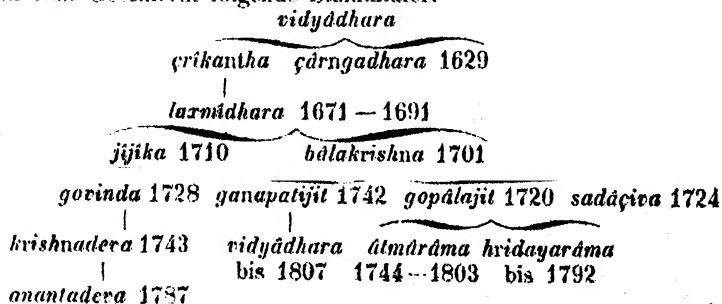 vidyâdhara
çrîkantha çârngadhara 1629
laxmîdhara 1671 — 1691
jîjîka 1710 bâlakrishna 1701
govinda 1728 ganapatijit 1742 gopâlajit 1720 sadâçiva 1724
krishnadeva 1743 vidyâdhara âtmârâma hridayarâma
bis 1807 1744 — 1803 bis 1792
anantadeva 1787